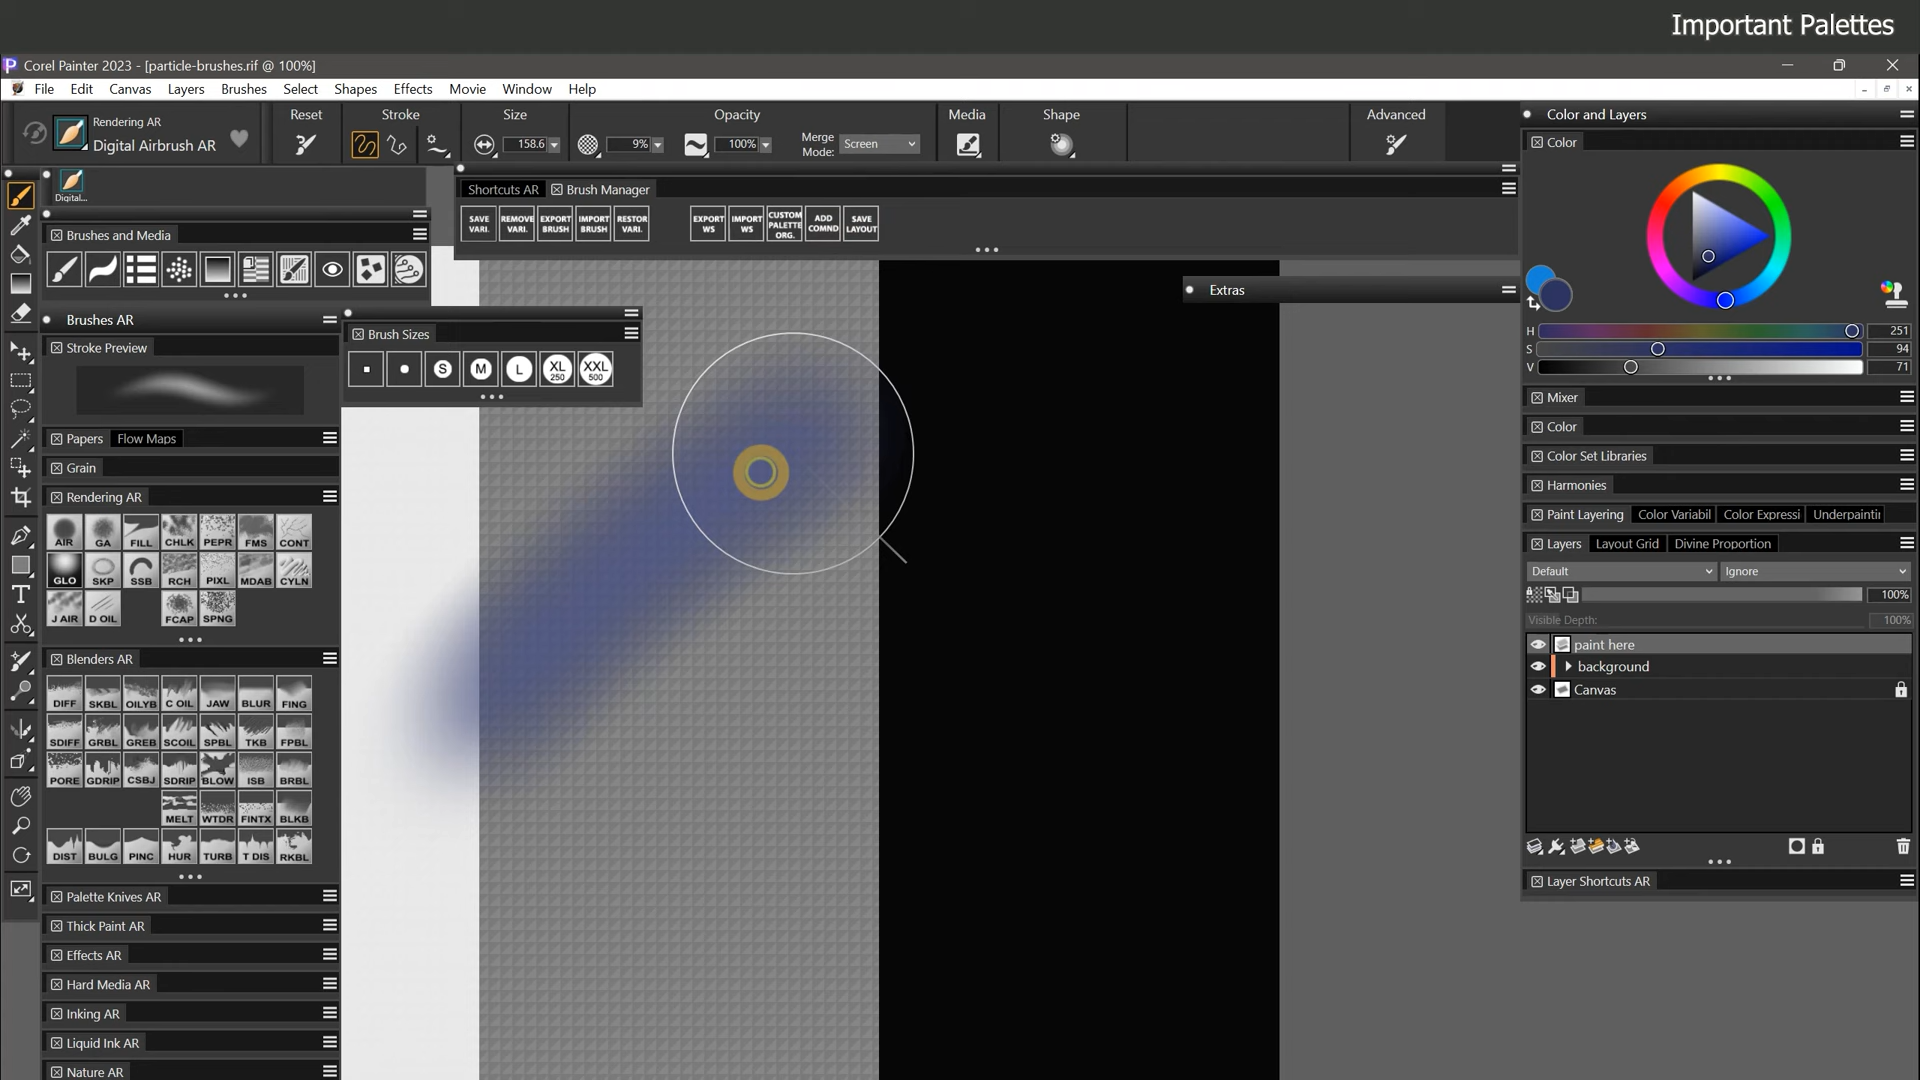 Important Palettes
Corel Painter 2023 - [particle-brushes.rif @ 100%]
File Edit Canvas Layers Brushes Select Shapes Effects Movie Window Help
Rendering AR
Digital Airbrush AR
Reset Stroke Size Opacity Media Shape Advanced
158.6 9% 100% Merge Mode: Screen
Digital...
Shortcuts AR Brush Manager
SAVE VARI. REMOVE VARI. EXPORT BRUSH IMPORT BRUSH RESTOR VARI. EXPORT WS IMPORT WS CUSTOM PALETTE ORG. ADD COMND SAVE LAYOUT
Brushes and Media
Extras
Brushes AR
Stroke Preview
Brush Sizes
S M L XL 250 XXL 500
Papers Flow Maps
Grain
Rendering AR
AIR GA FILL CHLK PEPR FMS CONT
GLO SKP SSB RCH PIXL MDAB CYLN
J AIR D OIL FCAP SPNG
Blenders AR
DIFF SKBL OILYB C OIL JAW BLUR FING
SDIFF GRBL GREB SCOIL SPBL TKB FPBL
PORE GDRIP CSBJ SDRIP BLOW ISB BRBL
MELT WTDR FINTX BLKB
DIST BULG PINC HUR TURB T DIS RKBL
Palette Knives AR
Thick Paint AR
Effects AR
Hard Media AR
Inking AR
Liquid Ink AR
Nature AR
Color and Layers
Color
H 251
S 94
V 71
Mixer
Color
Color Set Libraries
Harmonies
Paint Layering Color Variabil Color Expressi Underpaintin
Layers Layout Grid Divine Proportion
Default Ignore
100%
Visible Depth: 100%
paint here
background
Canvas
Layer Shortcuts AR